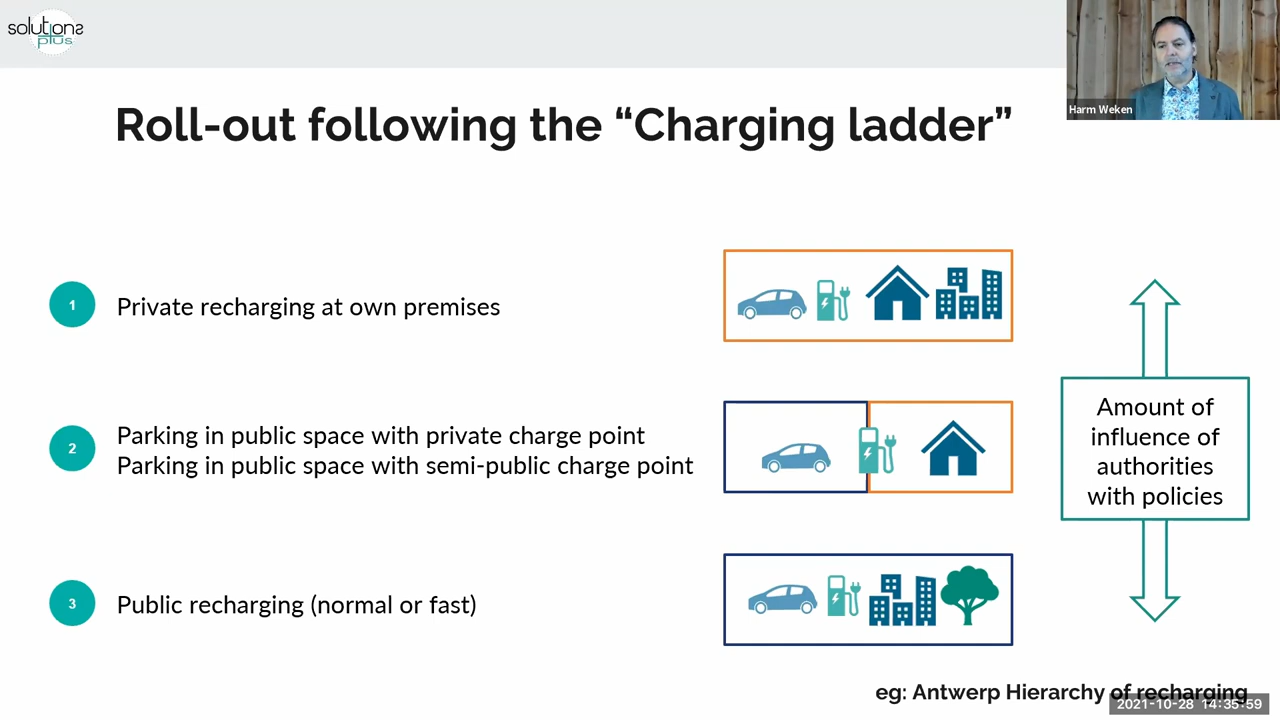 solutions
plus
Harm Weken
Roll-out following the “Charging ladder”
1
Private recharging at own premises
2
Parking in public space with private charge point
Parking in public space with semi-public charge point
3
Public recharging (normal or fast)
Amount of
influence of
authorities
with policies
eg: Antwerp Hierarchy of recharging
2021-10-28 14:35:59